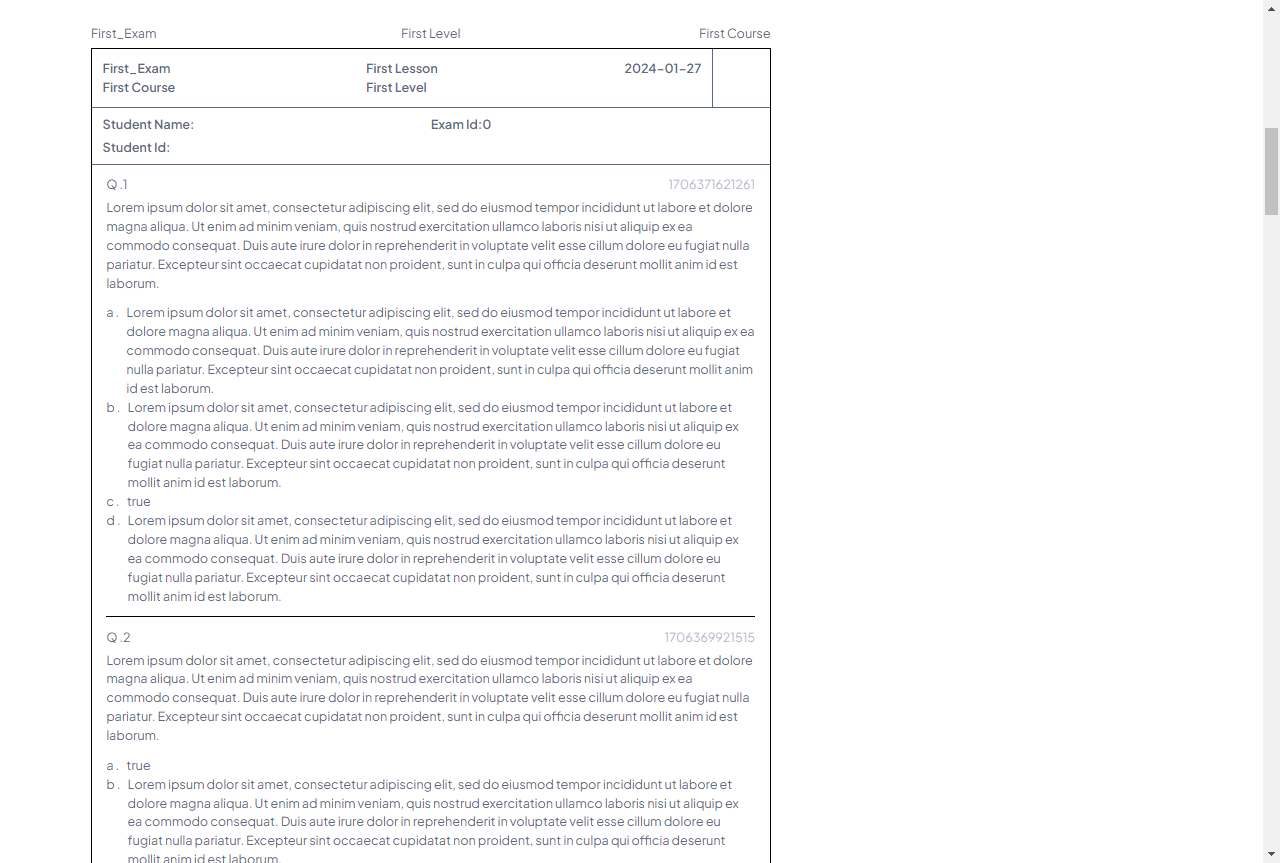 First_Exam First Level First Course
First_Exam First Lesson 2024-01-27
First Course First Level
Student Name: Exam Id:0
Student Id:
Q .1 1706371621261
Lorem ipsum dolor sit amet, consectetur adipiscing elit, sed do eiusmod tempor incididunt ut labore et dolore
magna aliqua. Ut enim ad minim veniam, quis nostrud exercitation ullamco laboris nisi ut aliquip ex ea
commodo consequat. Duis aute irure dolor in reprehenderit in voluptate velit esse cillum dolore eu fugiat nulla
pariatur. Excepteur sint occaecat cupidatat non proident, sunt in culpa qui officia deserunt mollit anim id est
laborum.
a . Lorem ipsum dolor sit amet, consectetur adipiscing elit, sed do eiusmod tempor incididunt ut labore et
dolore magna aliqua. Ut enim ad minim veniam, quis nostrud exercitation ullamco laboris nisi ut aliquip ex ea
commodo consequat. Duis aute irure dolor in reprehenderit in voluptate velit esse cillum dolore eu fugiat
nulla pariatur. Excepteur sint occaecat cupidatat non proident, sunt in culpa qui officia deserunt mollit anim
id est laborum.
b . Lorem ipsum dolor sit amet, consectetur adipiscing elit, sed do eiusmod tempor incididunt ut labore et
dolore magna aliqua. Ut enim ad minim veniam, quis nostrud exercitation ullamco laboris nisi ut aliquip ex
ea commodo consequat. Duis aute irure dolor in reprehenderit in voluptate velit esse cillum dolore eu
fugiat nulla pariatur. Excepteur sint occaecat cupidatat non proident, sunt in culpa qui officia deserunt
mollit anim id est laborum.
c . true
d . Lorem ipsum dolor sit amet, consectetur adipiscing elit, sed do eiusmod tempor incididunt ut labore et
dolore magna aliqua. Ut enim ad minim veniam, quis nostrud exercitation ullamco laboris nisi ut aliquip ex
ea commodo consequat. Duis aute irure dolor in reprehenderit in voluptate velit esse cillum dolore eu
fugiat nulla pariatur. Excepteur sint occaecat cupidatat non proident, sunt in culpa qui officia deserunt
mollit anim id est laborum.
Q .2 1706369921515
Lorem ipsum dolor sit amet, consectetur adipiscing elit, sed do eiusmod tempor incididunt ut labore et dolore
magna aliqua. Ut enim ad minim veniam, quis nostrud exercitation ullamco laboris nisi ut aliquip ex ea
commodo consequat. Duis aute irure dolor in reprehenderit in voluptate velit esse cillum dolore eu fugiat nulla
pariatur. Excepteur sint occaecat cupidatat non proident, sunt in culpa qui officia deserunt mollit anim id est
laborum.
a . true
b . Lorem ipsum dolor sit amet, consectetur adipiscing elit, sed do eiusmod tempor incididunt ut labore et
dolore magna aliqua. Ut enim ad minim veniam, quis nostrud exercitation ullamco laboris nisi ut aliquip ex
ea commodo consequat. Duis aute irure dolor in reprehenderit in voluptate velit esse cillum dolore eu
fugiat nulla pariatur. Excepteur sint occaecat cupidatat non proident, sunt in culpa qui officia deserunt
mollit anim id est laborum.